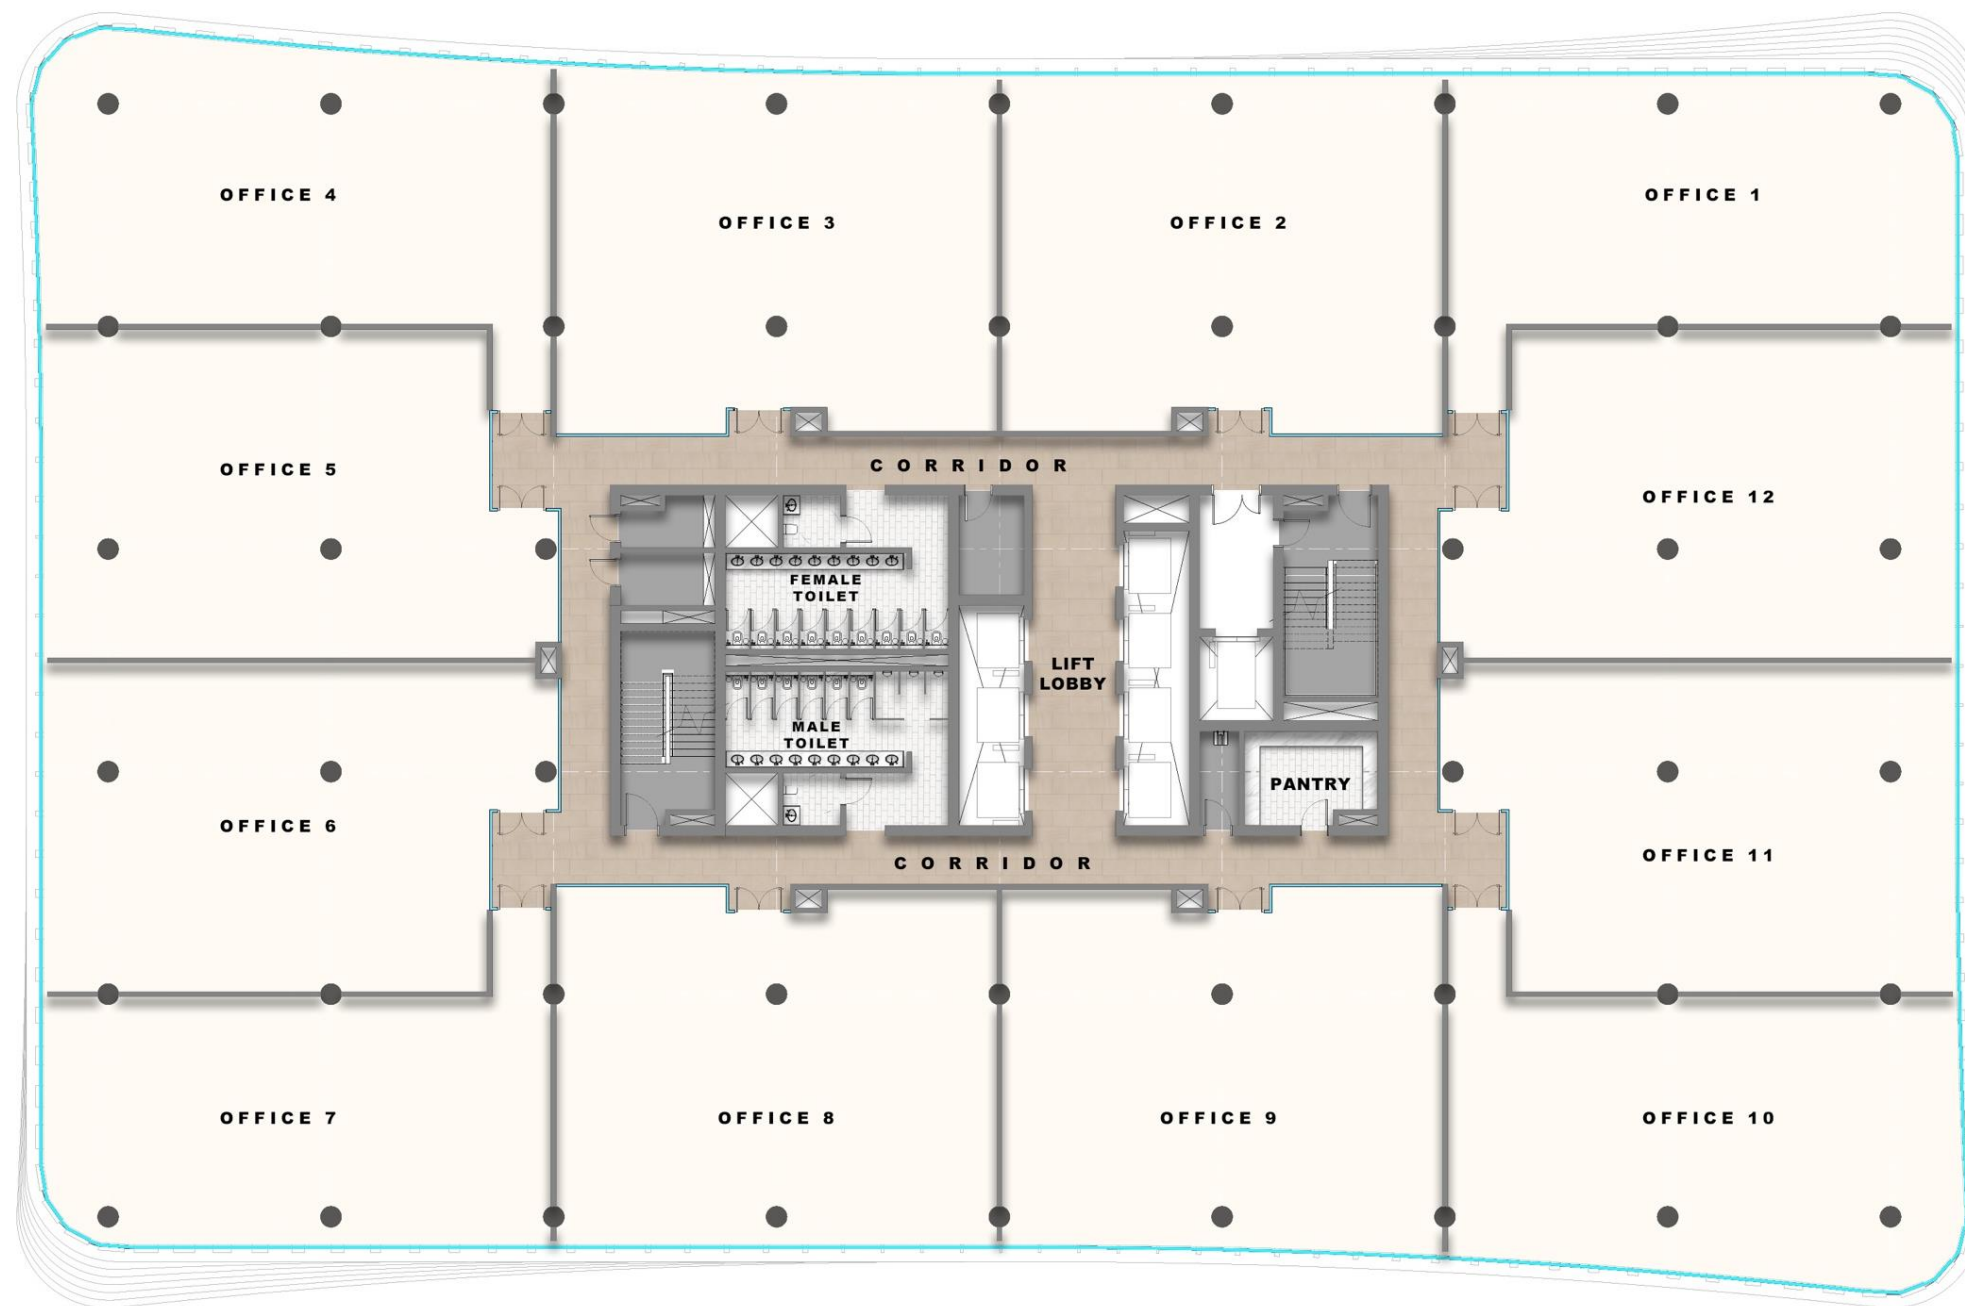 OFFICE 4
OFFICE 3
OFFICE 2
OFFICE 1
OFFICE 5
CORRIDOR
OFFICE 12
FEMALE
TOILET
LIFT
LOBBY
MALE
TOILET
PANTRY
OFFICE 6
CORRIDOR
OFFICE 11
OFFICE 7
OFFICE 8
OFFICE 9
OFFICE 10